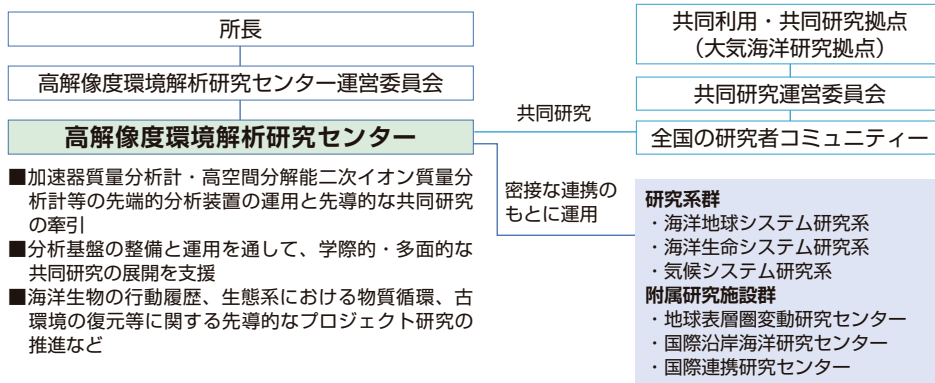 所長
高解像度環境解析研究センター運営委員会
高解像度環境解析研究センター
■加速器質量分析計・高空間分解能二次イオン質量分
析計等の先端的分析装置の運用と先導的な共同研究
の牽引
■分析基盤の整備と運用を通して、学際的・多面的な
共同研究の展開を支援
■海洋生物の行動履歴、生態系における物質循環、古
環境の復元等に関する先導的なプロジェクト研究の
推進など
共同研究
密接な連携の
もとに運用
共同利用・共同研究拠点
（大気海洋研究拠点）
共同研究運営委員会
全国の研究者コミュニティー
研究系群
・海洋地球システム研究系
・海洋生命システム研究系
・気候システム研究系
附属研究施設群
・地球表層圏変動研究センター
・国際沿岸海洋研究センター
・国際連携研究センター